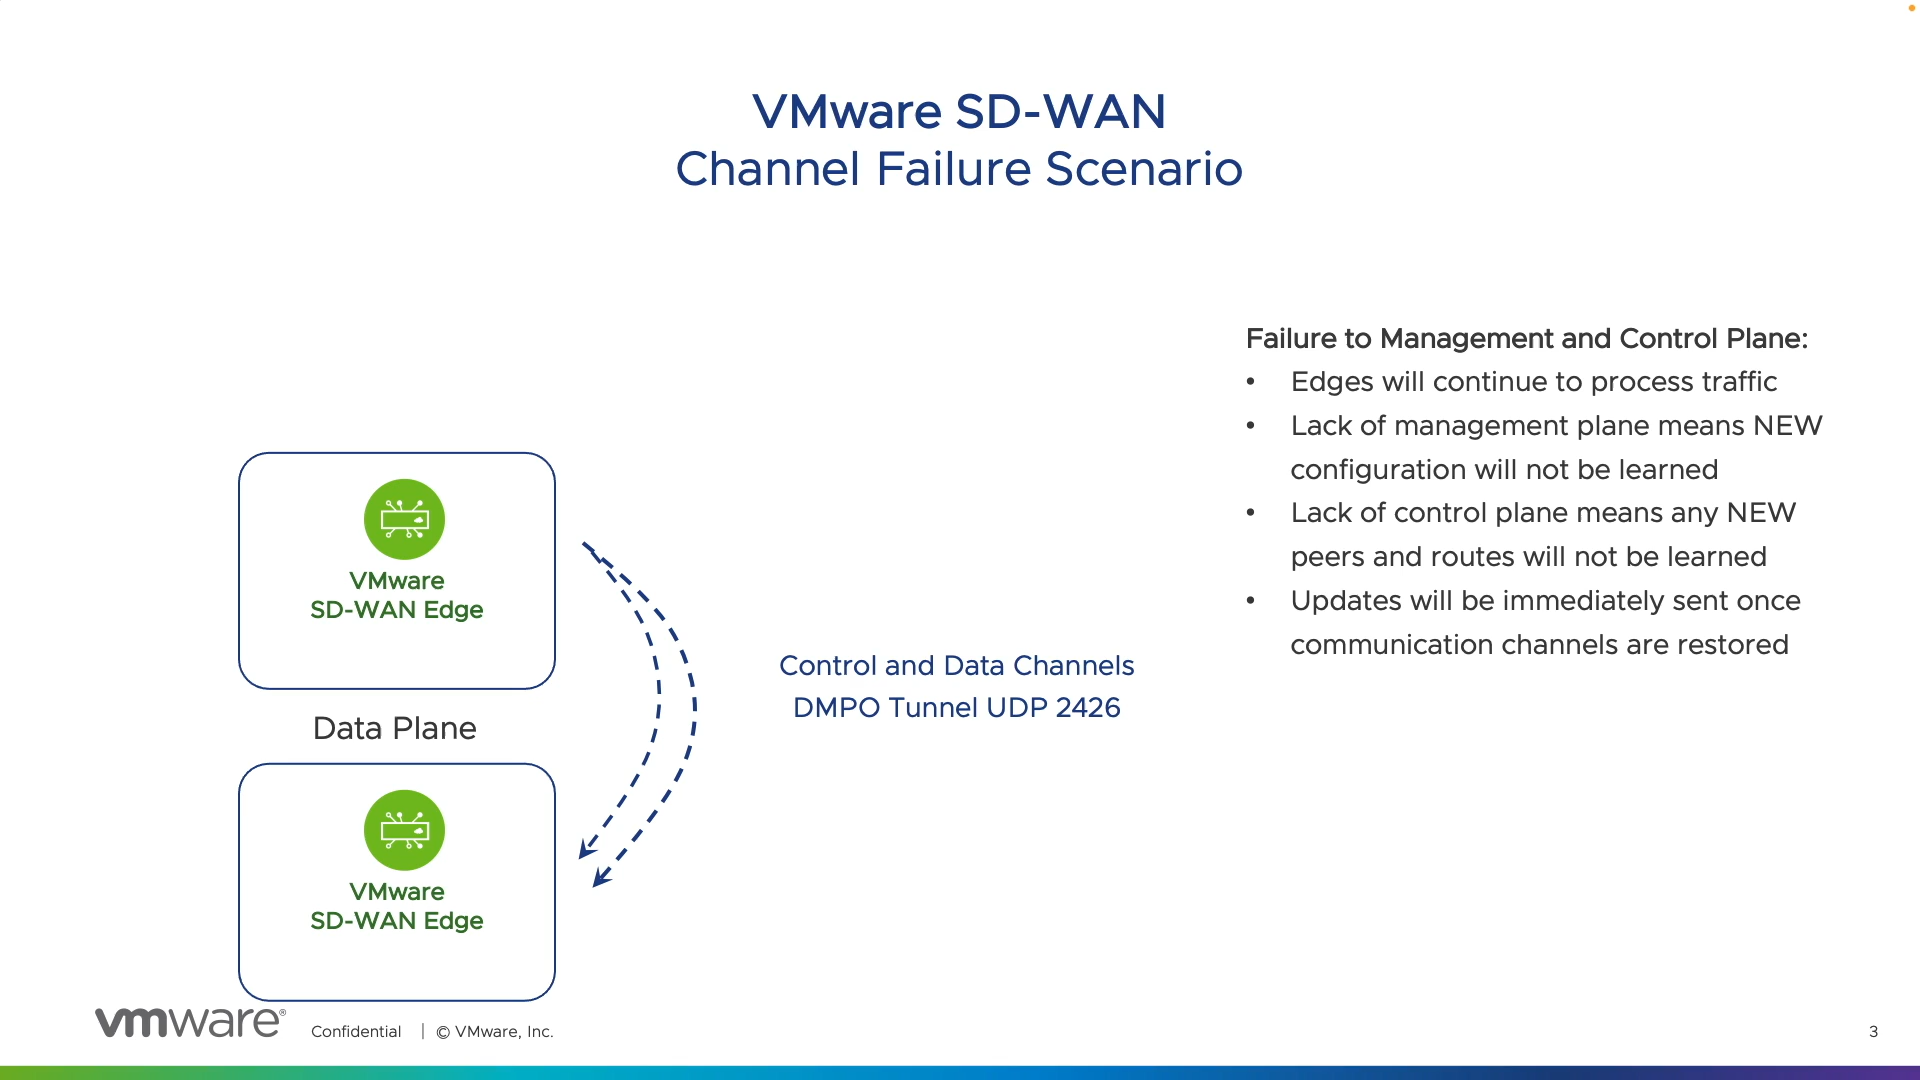 VMware SD-WAN
Channel Failure Scenario
Failure to Management and Control Plane:
• Edges will continue to process traffic
• Lack of management plane means NEW
configuration will not be learned
• Lack of control plane means any NEW
peers and routes will not be learned
• Updates will be immediately sent once
communication channels are restored
VMware
SD-WAN Edge
Control and Data Channels
DMPO Tunnel UDP 2426
Data Plane
VMware
SD-WAN Edge
vmware® Confidential | © VMware, Inc. 3